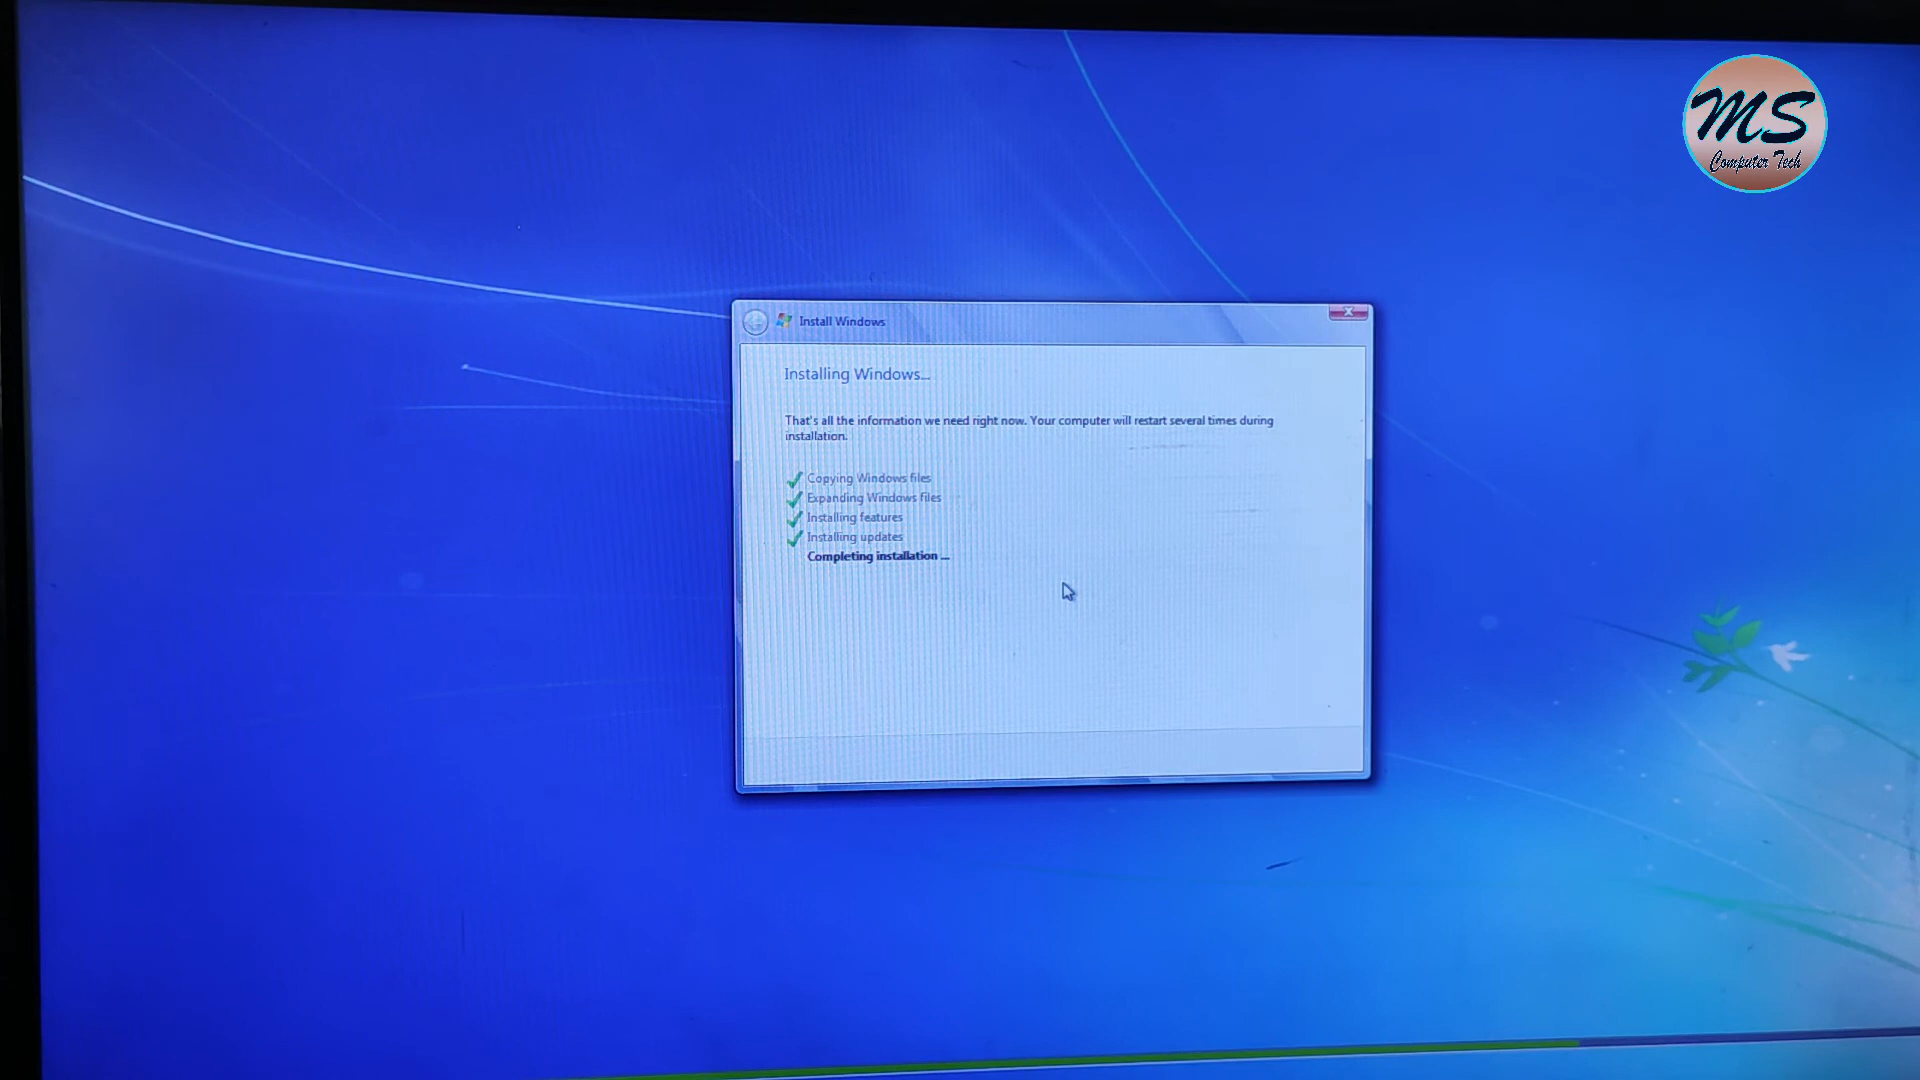 MS
Computer Tech
Install Windows
Installing Windows...
That's all the information we need right now. Your computer will restart several times during
installation.
Copying Windows files
Expanding Windows files
Installing features
Installing updates
Completing installation ...